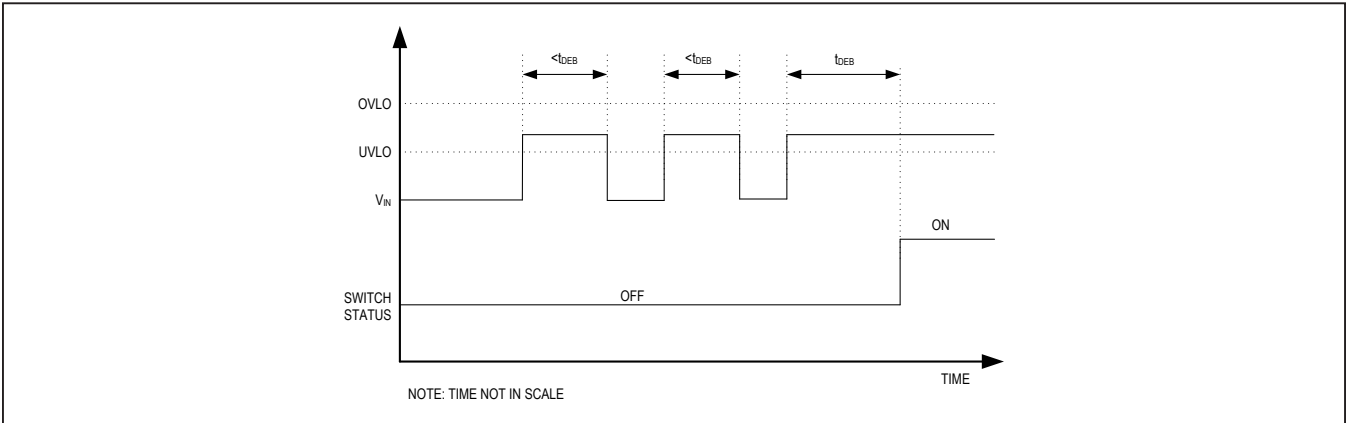 <tDEB
<tDEB
tDEB
OVLO
UVLO
VIN
ON
OFF
SWITCH
STATUS
TIME
NOTE: TIME NOT IN SCALE